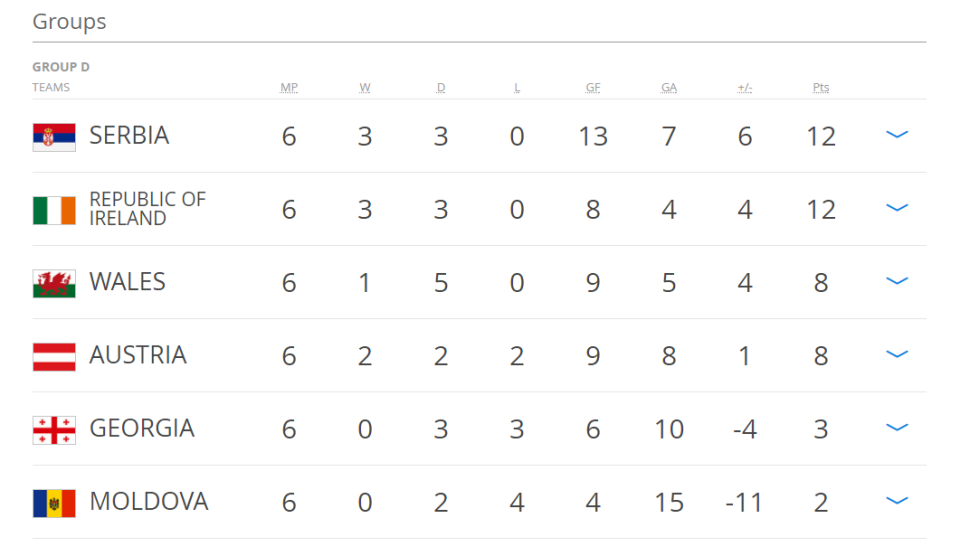 Groups
GROUP D
TEAMS MP W D L GF GA +/- Pts
SERBIA 6 3 3 0 13 7 6 12
REPUBLIC OF
IRELAND 6 3 3 0 8 4 4 12
WALES 6 1 5 0 9 5 4 8
AUSTRIA 6 2 2 2 9 8 1 8
GEORGIA 6 0 3 3 6 10 -4 3
MOLDOVA 6 0 2 4 4 15 -11 2